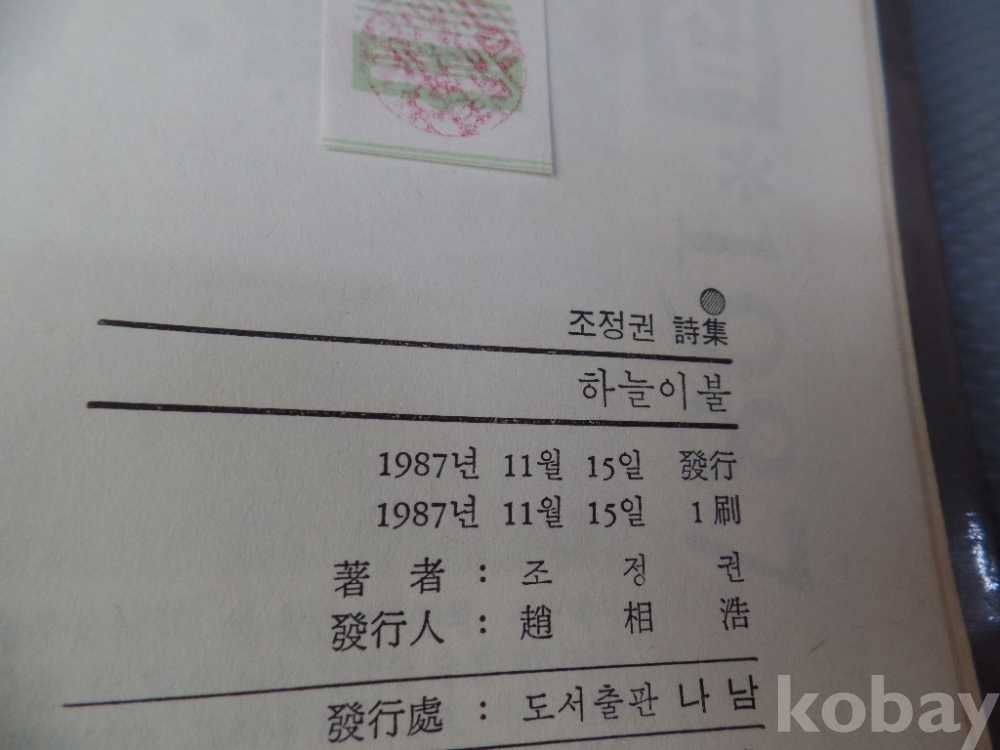 조정권 詩集
하늘이불
1987년 11월 15일 發行
1987년 11월 15일 1刷
著者 : 조정권
發行人 : 趙相浩
發行處 : 도서출판 나남
kobay